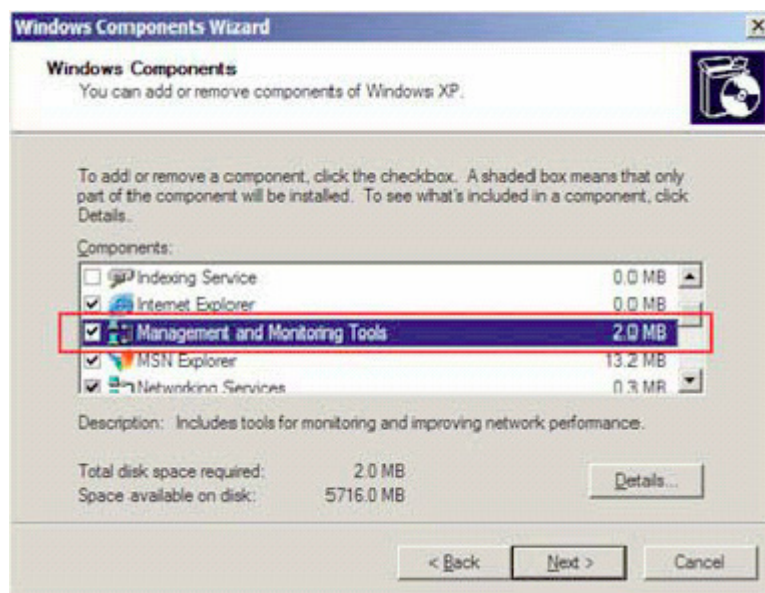 Windows Components Wizard
Windows Components
You can add or remove components of Windows XP.
To add or remove a component, click the checkbox. A shaded box means that only
part of the component will be installed. To see what's included in a component, click
Details.
Components:
Indexing Service 0.0 MB
Internet Explorer 0.0 MB
Management and Monitoring Tools 2.0 MB
MSN Explorer 13.2 MB
Networking Services 0.3 MB
Description: Includes tools for monitoring and improving network performance.
Total disk space required: 2.0 MB
Space available on disk: 5716.0 MB
Details...
< Back
Next >
Cancel